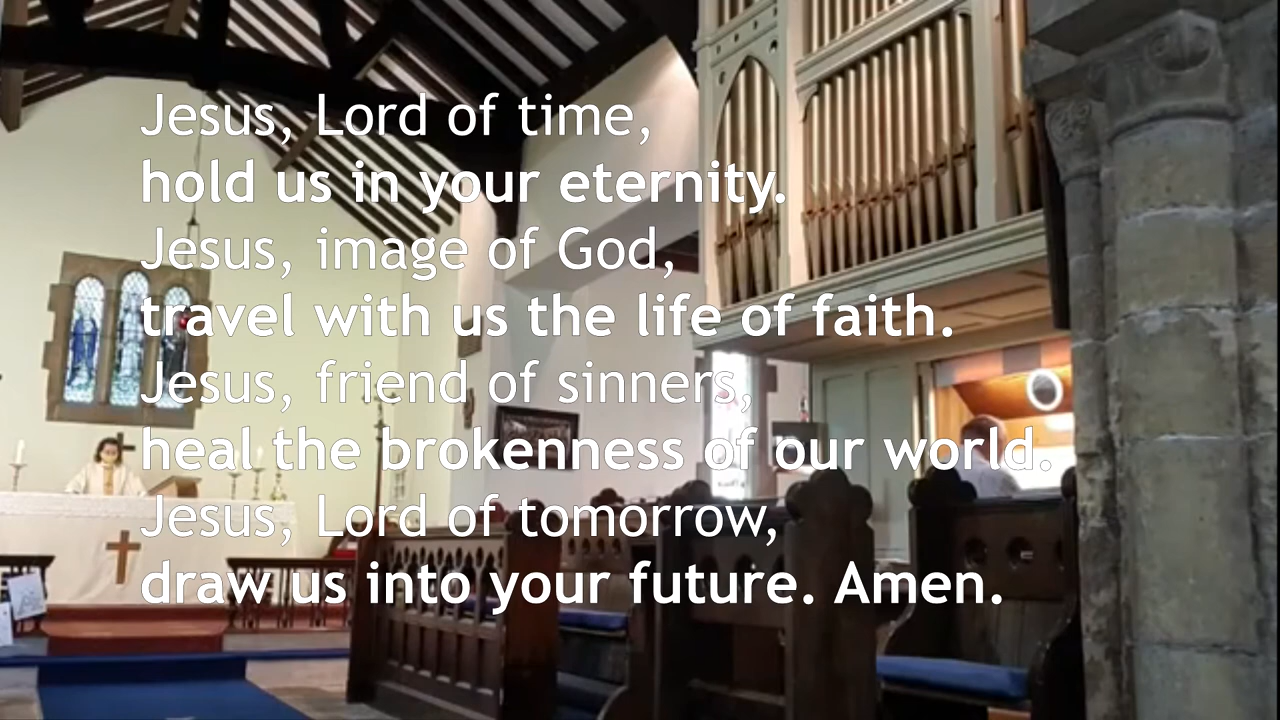 Jesus, Lord of time,
hold us in your eternity.
Jesus, image of God,
travel with us the life of faith.
Jesus, friend of sinners,
heal the brokenness of our world.
Jesus, Lord of tomorrow,
draw us into your future. Amen.